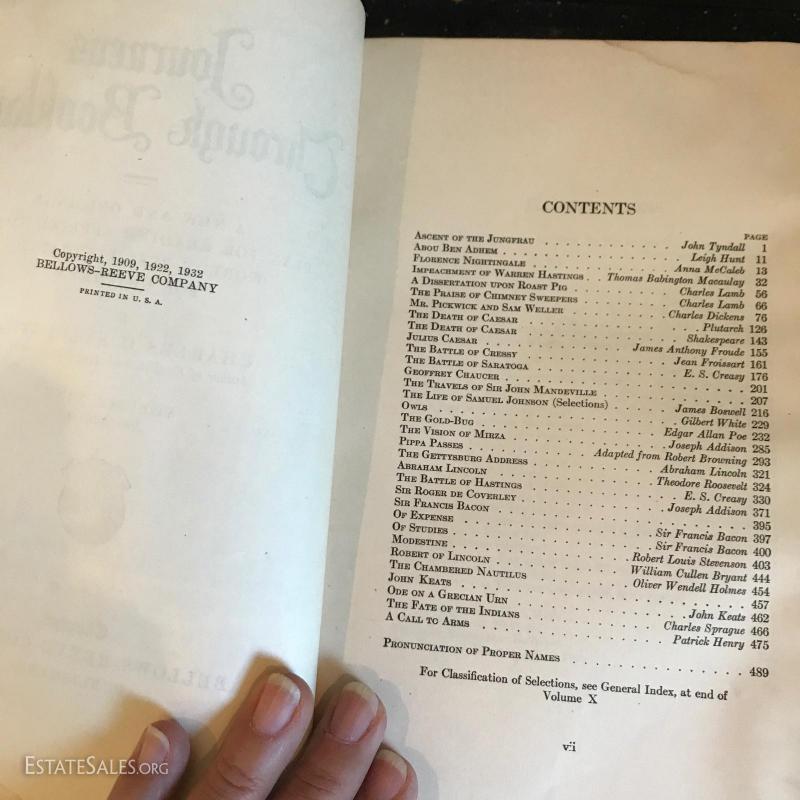 Journeys
Through
Copyright, 1909, 1922, 1932
BELLOWS-REEVE COMPANY
PRINTED IN U. S. A.
CONTENTS
PAGE
ASCENT OF THE JUNGFRAU . . . . . . . . . . John Tyndall 1
ABOU BEN ADHEM . . . . . . . . . . Leigh Hunt 11
FLORENCE NIGHTINGALE . . . . . . . . . . Anna McCaleb 13
IMPEACHMENT OF WARREN HASTINGS . . Thomas Babington Macaulay 32
A DISSERTATION UPON ROAST PIG . . . . . . . Charles Lamb 56
THE PRAISE OF CHIMNEY SWEEPERS . . . . . . . Charles Lamb 66
MR. PICKWICK AND SAM WELLER . . . . . . . Charles Dickens 76
THE DEATH OF CAESAR . . . . . . . . . . Plutarch 126
THE DEATH OF CAESAR . . . . . . . . . . Shakespeare 143
JULIUS CAESAR . . . . . . . . . . James Anthony Froude 155
THE BATTLE OF CRESSY . . . . . . . . . . Jean Froissart 161
THE BATTLE OF SARATOGA . . . . . . . . . . E. S. Creasy 176
GEOFFREY CHAUCER . . . . . . . . . . 201
THE TRAVELS OF SIR JOHN MANDEVILLE . . . . . . . . . . 207
THE LIFE OF SAMUEL JOHNSON (Selections) . . . . . James Boswell 216
OWLS . . . . . . . . . . Gilbert White 229
THE GOLD-BUG . . . . . . . . . . Edgar Allan Poe 232
THE VISION OF MIRZA . . . . . . . . . . Joseph Addison 285
PIPPA PASSES . . . . . . . . . . Adapted from Robert Browning 293
THE GETTYSBURG ADDRESS . . . . . . . . . . Abraham Lincoln 321
ABRAHAM LINCOLN . . . . . . . . . . Theodore Roosevelt 324
THE BATTLE OF HASTINGS . . . . . . . . . . E. S. Creasy 330
SIR ROGER DE COVERLEY . . . . . . . . . . Joseph Addison 371
SIR FRANCIS BACON . . . . . . . . . . 395
OF EXPENSE . . . . . . . . . . Sir Francis Bacon 397
OF STUDIES . . . . . . . . . . Sir Francis Bacon 400
MODESTINE . . . . . . . . . . Robert Louis Stevenson 403
ROBERT OF LINCOLN . . . . . . . . . . William Cullen Bryant 444
THE CHAMBERED NAUTILUS . . . . . . . Oliver Wendell Holmes 454
JOHN KEATS . . . . . . . . . . 457
ODE ON A GRECIAN URN . . . . . . . . . . John Keats 462
THE FATE OF THE INDIANS . . . . . . . . . . Charles Sprague 466
A CALL TO ARMS . . . . . . . . . . Patrick Henry 475
PRONUNCIATION OF PROPER NAMES . . . . . . . . . . 489
For Classification of Selections, see General Index, at end of
Volume X
vii
ESTATESALES.ORG